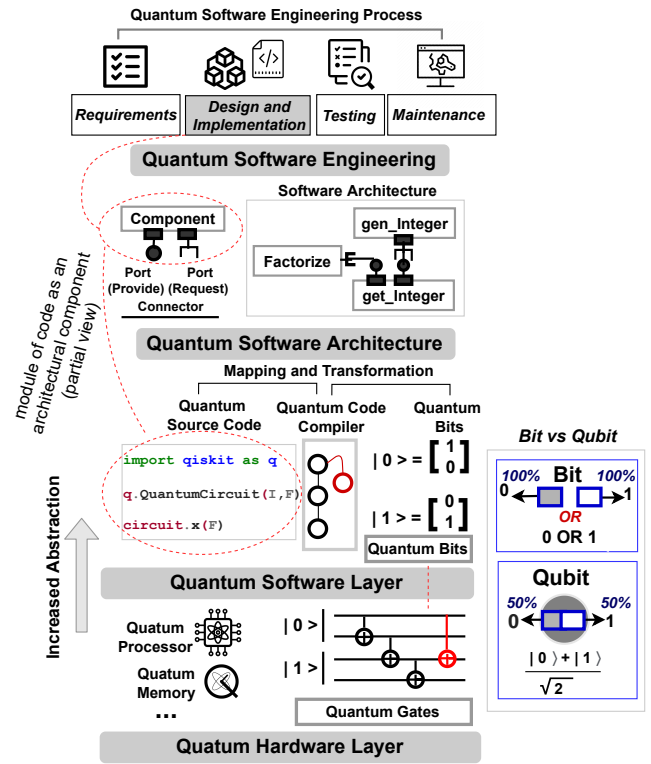 Quantum Software Engineering Process
</>
Requirements
Design and
Implementation
Testing
Maintenance
Quantum Software Engineering
Software Architecture
Component
Port
(Provide)
Port
(Request)
Connector
gen_Integer
Factorize
get_Integer
module of code as an
architectural component
(partial view)
Quantum Software Architecture
Mapping and Transformation
Quantum
Source Code
Quantum Code
Compiler
Quantum
Bits
import qiskit as q
q.QuantumCircuit(I,F)
circuit.x(F)
| 0 > = [ 1
0 ]
| 1 > = [ 0
1 ]
Quantum Bits
Quantum Software Layer
Increased Abstraction
Quatum
Processor
Quatum
Memory
...
| 0 >
| 1 >
Quantum Gates
Quatum Hardware Layer
Bit vs Qubit
Bit
100% 100%
0 1
OR
0 OR 1
Qubit
50% 50%
0 1
| 0 ⟩ + | 1 ⟩
√2